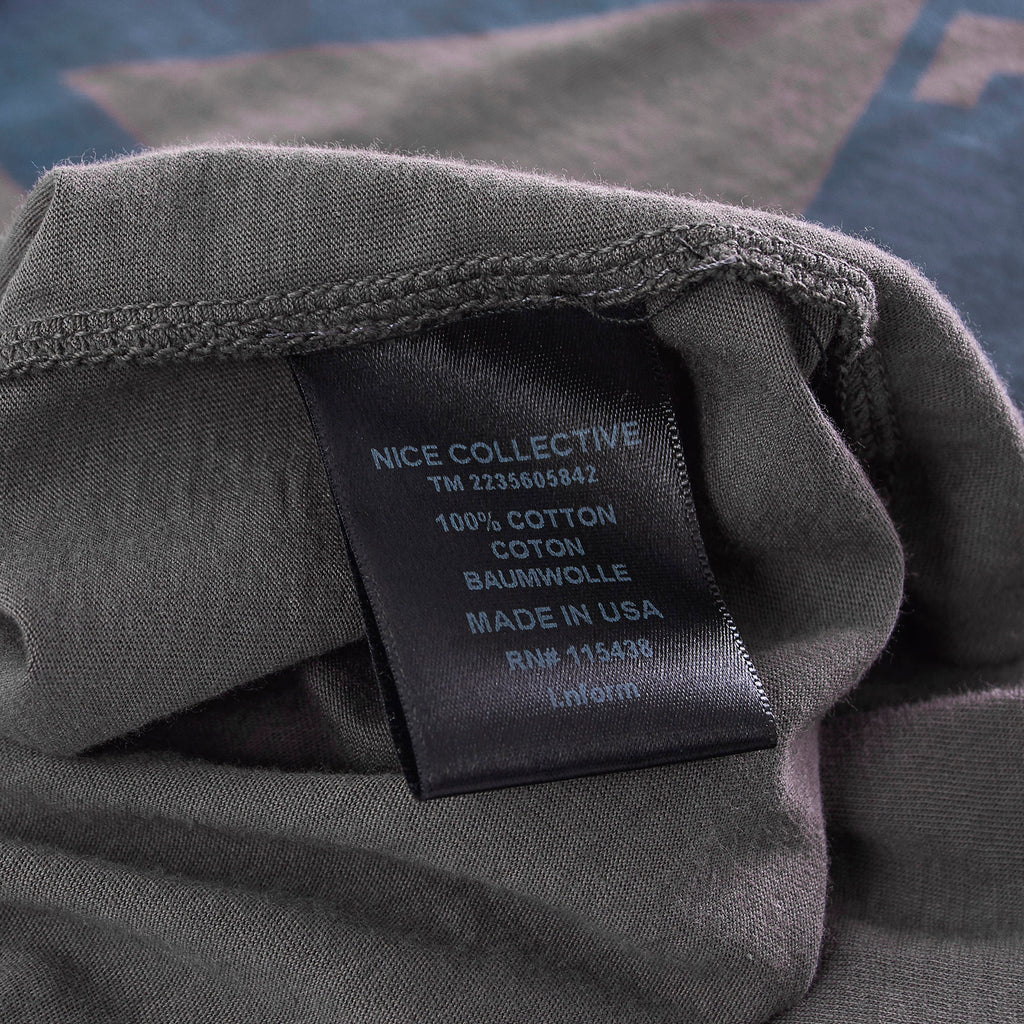 NICE COLLECTIVE
TM 2235605842
100% COTTON
COTON
BAUMWOLLE
MADE IN USA
RN# 115438
I.nform